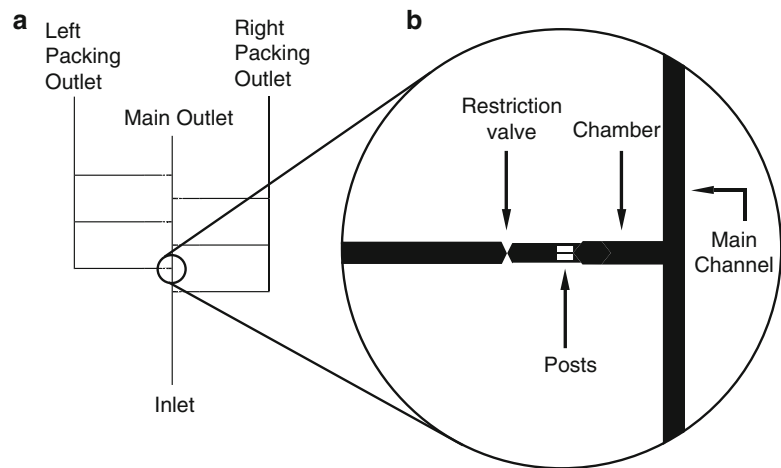 a
Left
Packing
Outlet
Right
Packing
Outlet
Main Outlet
Inlet
b
Restriction
valve
Chamber
Main
Channel
Posts